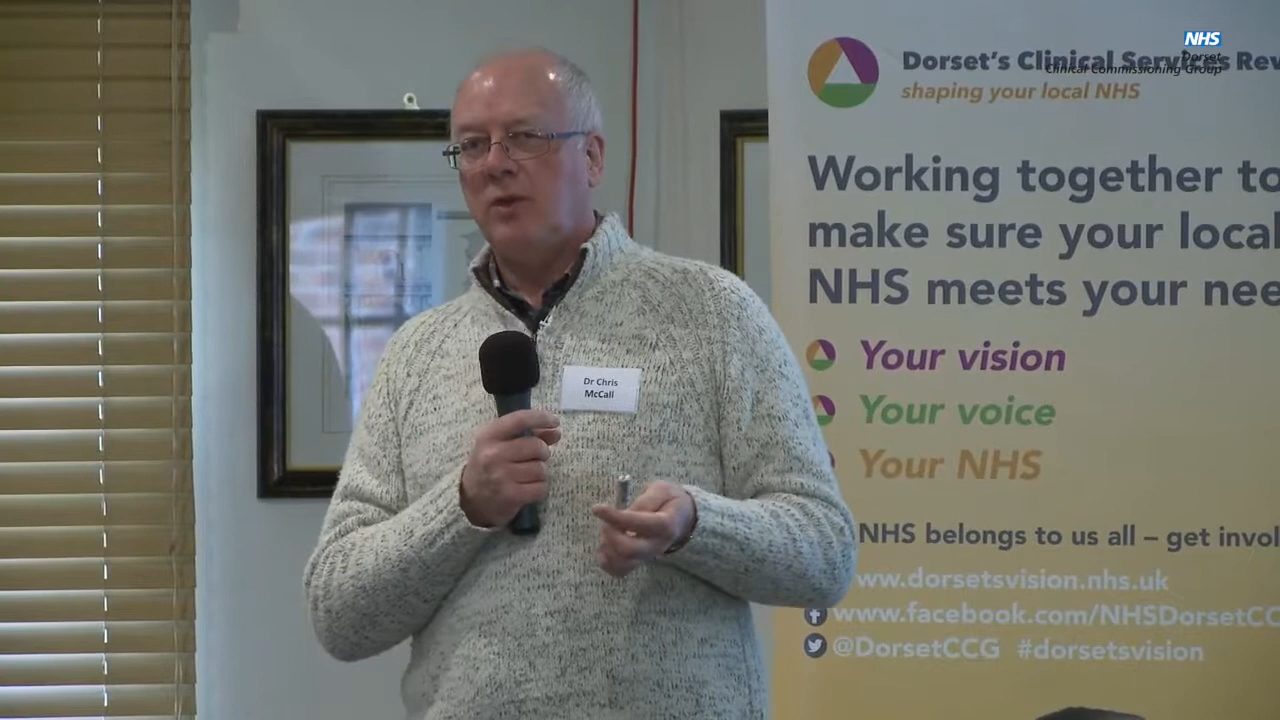 NHS
Dorset
Clinical Commissioning Group
Dorset's Clinical Services Rev
shaping your local NHS
Working together to
make sure your local
NHS meets your nee
Your vision
Your voice
Your NHS
NHS belongs to us all – get invol
ww.dorsetsvision.nhs.uk
www.facebook.com/NHSDorsetCC
@DorsetCCG #dorsetsvision
Dr Chris
McCall